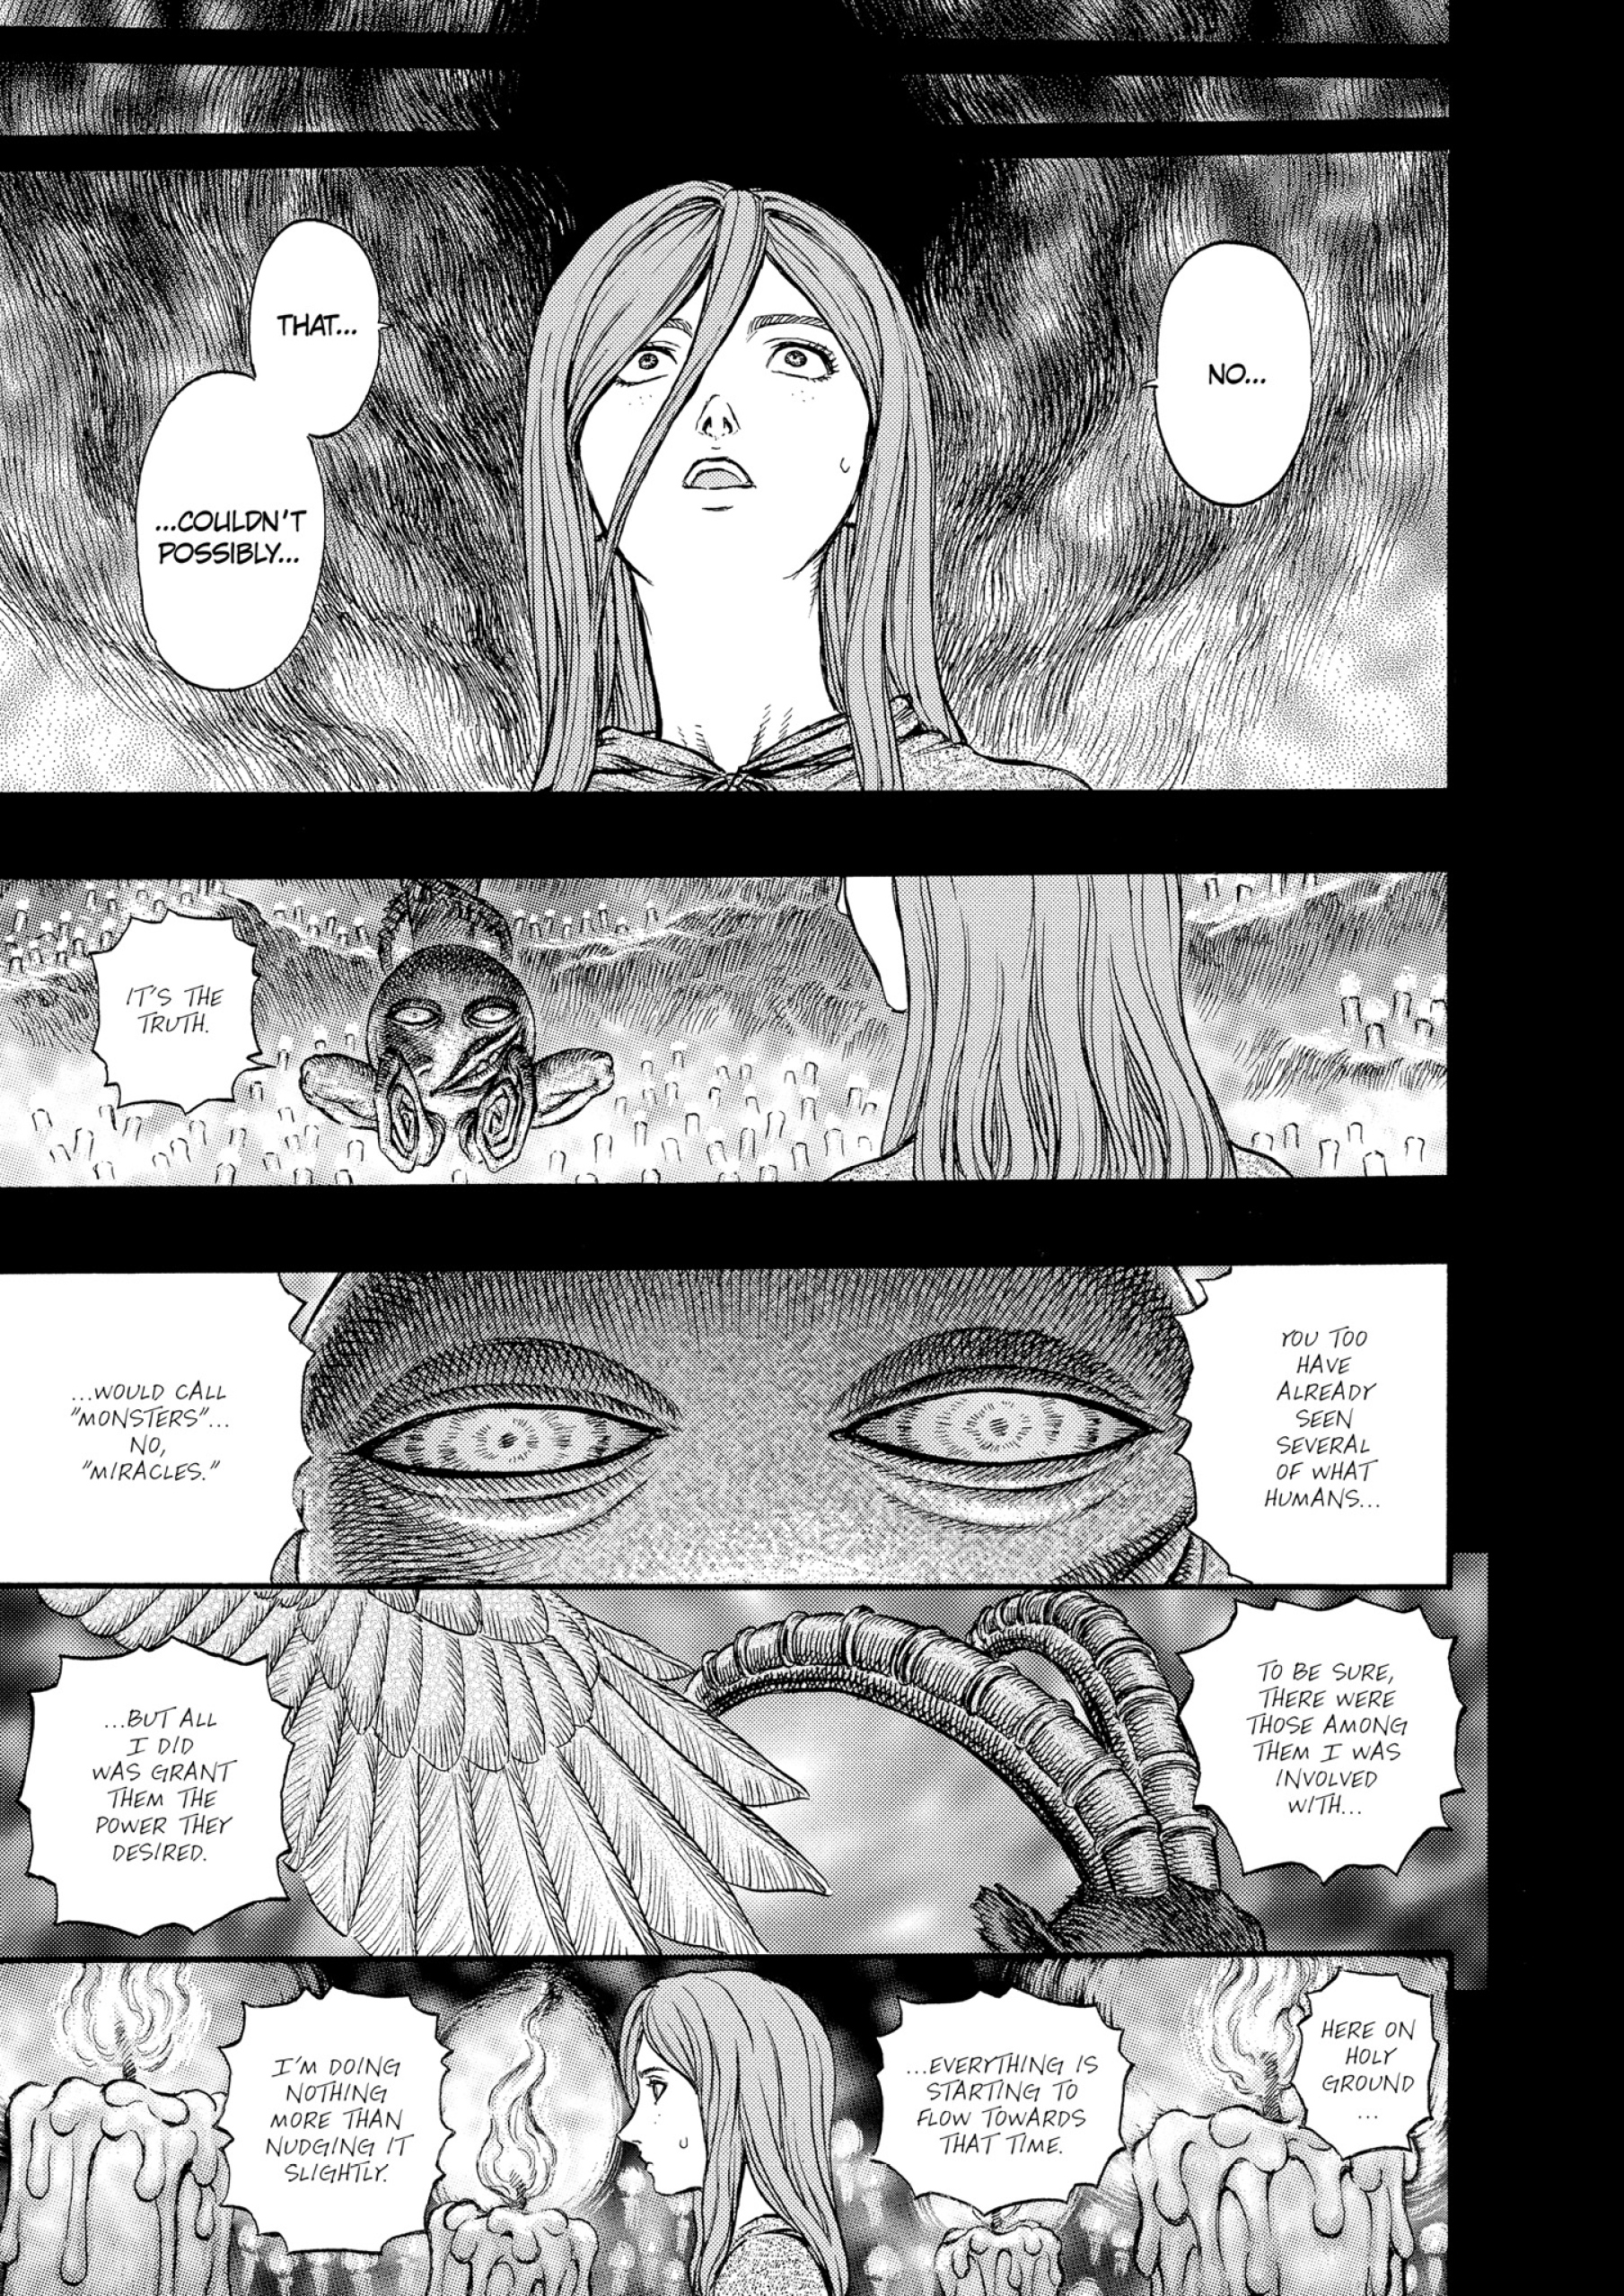 NO...
THAT...
...COULDN'T
POSSIBLY...
IT'S THE
TRUTH.
YOU TOO
HAVE
ALREADY
SEEN
SEVERAL
OF WHAT
HUMANS...
...WOULD CALL
"MONSTERS"...
NO,
"MIRACLES."
TO BE SURE,
THERE WERE
THOSE AMONG
THEM I WAS
INVOLVED
WITH...
...BUT ALL
I DID
WAS GRANT
THEM THE
POWER THEY
DESIRED.
HERE ON
HOLY
GROUND
...
...EVERYTHING IS
STARTING TO
FLOW TOWARDS
THAT TIME.
I'M DOING
NOTHING
MORE THAN
NUDGING IT
SLIGHTLY.